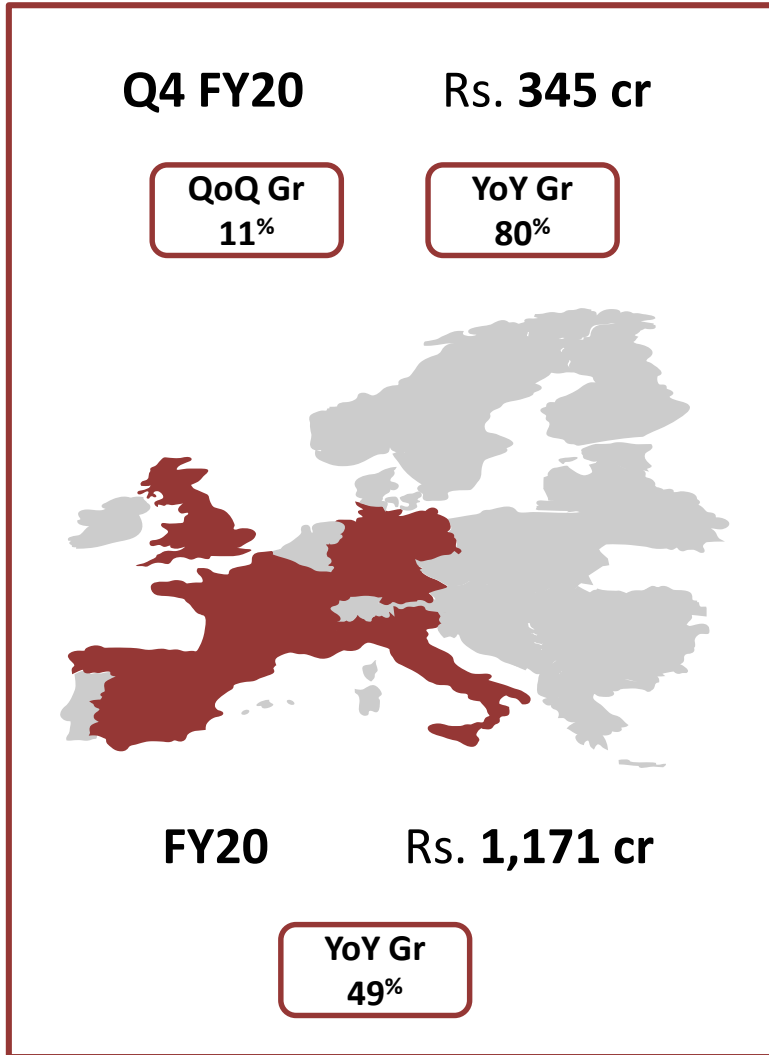 Q4 FY20 Rs. 345 cr
QoQ Gr YoY Gr
11% 80%
FY20 Rs. 1,171 cr
YoY Gr
49%